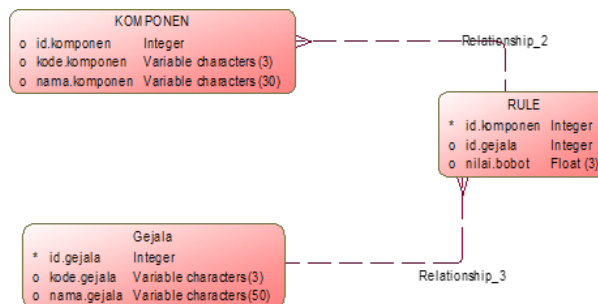 KOMPONEN
o id.komponen Integer
o kode.komponen Variable characters (3)
o nama.komponen Variable characters (30)
Relationship_2
RULE
* id.komponen Integer
o id.gejala Integer
o nilai.bobot Float (3)
Gejala
* id.gejala Integer
o kode.gejala Variable characters (3)
o nama.gejala Variable characters (50)
Relationship_3